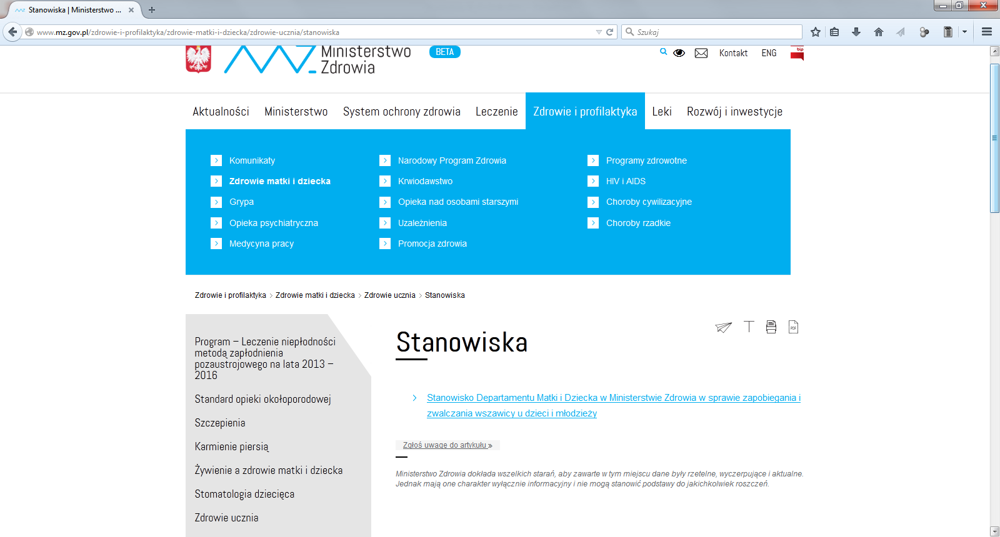 Stanowiska | Ministerstwo ...
www.mz.gov.pl/zdrowie-i-profilaktyka/zdrowie-matki-i-dziecka/zdrowie-ucznia/stanowiska
Szukaj
Ministerstwo
Zdrowia
BETA
Kontakt
ENG
bip
Aktualności Ministerstwo System ochrony zdrowia Leczenie Zdrowie i profilaktyka Leki Rozwój i inwestycje
Komunikaty
Zdrowie matki i dziecka
Grypa
Opieka psychiatryczna
Medycyna pracy
Narodowy Program Zdrowia
Krwiodawstwo
Opieka nad osobami starszymi
Uzależnienia
Promocja zdrowia
Programy zdrowotne
HIV i AIDS
Choroby cywilizacyjne
Choroby rzadkie
Zdrowie i profilaktyka > Zdrowie matki i dziecka > Zdrowie ucznia > Stanowiska
Program – Leczenie niepłodności
metodą zapłodnienia
pozaustrojowego na lata 2013 –
2016
Standard opieki okołoporodowej
Szczepienia
Karmienie piersią
Żywienie a zdrowie matki i dziecka
Stomatologia dziecięca
Zdrowie ucznia
PDF
Stanowiska
Stanowisko Departamentu Matki i Dziecka w Ministerstwie Zdrowia w sprawie zapobiegania i
zwalczania wszawicy u dzieci i młodzieży
Zgłoś uwagę do artykułu »
Ministerstwo Zdrowia dokłada wszelkich starań, aby zawarte w tym miejscu dane były rzetelne, wyczerpujące i aktualne.
Jednak mają one charakter wyłącznie informacyjny i nie mogą stanowić podstawy do jakichkolwiek roszczeń.